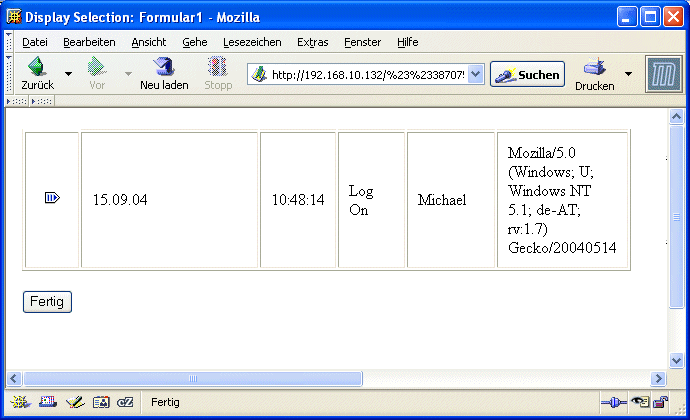 Display Selection: Formular1 - Mozilla
Datei Bearbeiten Ansicht Gehe Lesezeichen Extras Fenster Hilfe
Zurück Vor Neu laden Stopp http://192.168.10.132/%23%2338707 Suchen Drucken
15.09.04 10:48:14 Log On Michael Mozilla/5.0
(Windows; U;
Windows NT
5.1; de-AT;
rv:1.7)
Gecko/20040514
Fertig
Fertig